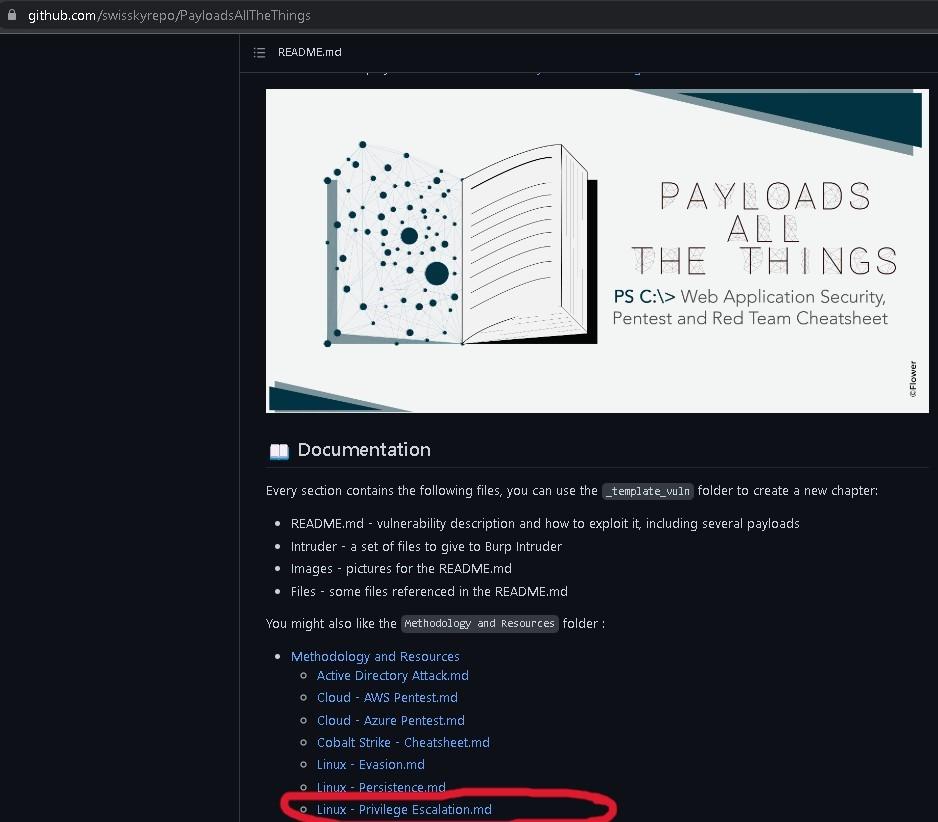 github.com/swisskyrepo/PayloadsAllTheThings
README.md
PAYLOADS
ALL
THE THINGS
PS C:\> Web Application Security,
Pentest and Red Team Cheatsheet
©Flower
Documentation
Every section contains the following files, you can use the _template_vuln folder to create a new chapter:
README.md - vulnerability description and how to exploit it, including several payloads
Intruder - a set of files to give to Burp Intruder
Images - pictures for the README.md
Files - some files referenced in the README.md
You might also like the Methodology and Resources folder :
Methodology and Resources
Active Directory Attack.md
Cloud - AWS Pentest.md
Cloud - Azure Pentest.md
Cobalt Strike - Cheatsheet.md
Linux - Evasion.md
Linux - Persistence.md
Linux - Privilege Escalation.md